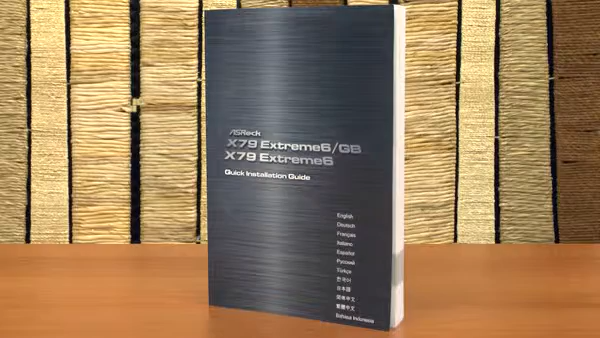 ASRock
X79 Extreme6/GB
X79 Extreme6
Quick Installation Guide
English
Deutsch
Français
Italiano
Español
Русский
Türkçe
한국어
日本語
简体中文
繁體中文
Bahasa Indonesia